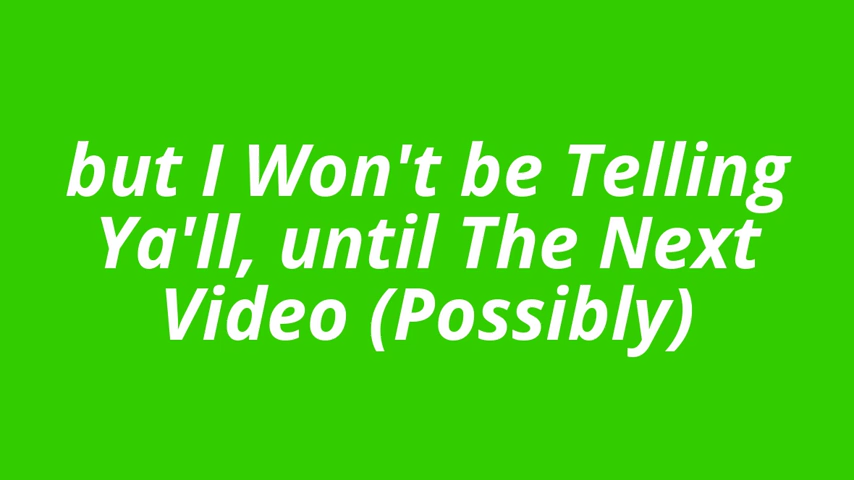 but I Won't be Telling
Ya'll, until The Next
Video (Possibly)